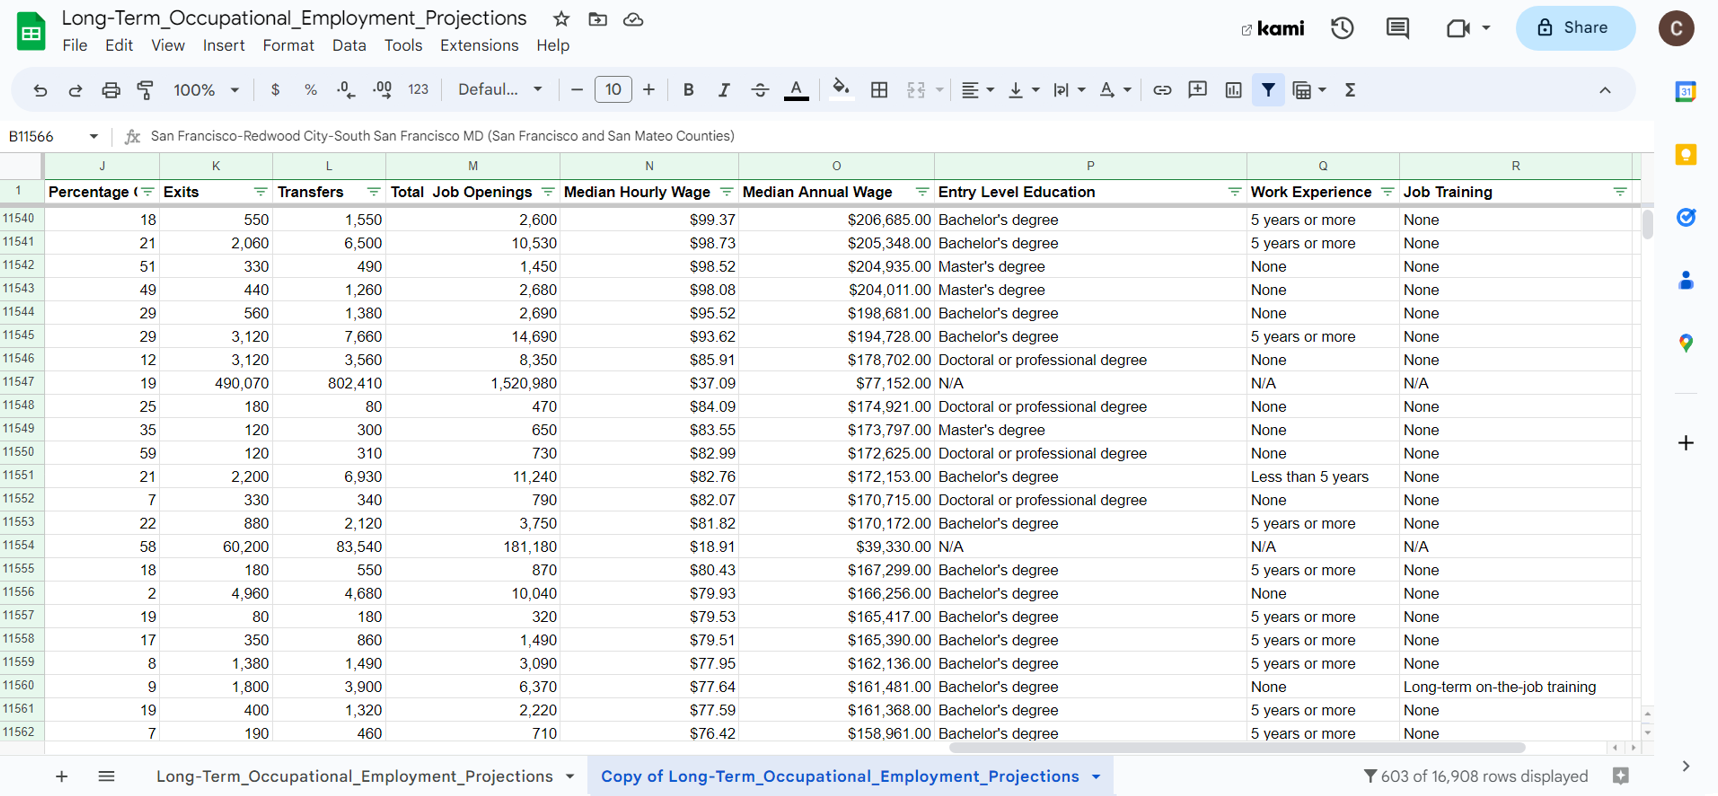 Long-Term_Occupational_Employment_Projections
kami
Share
C
File Edit View Insert Format Data Tools Extensions Help
100% $ % .0 .00 123 Defaul... − 10 + B I S A A Σ
31
B11566 fx San Francisco-Redwood City-South San Francisco MD (San Francisco and San Mateo Counties)
J K L M N O P Q R
1 Percentage ( Exits Transfers Total Job Openings Median Hourly Wage Median Annual Wage Entry Level Education Work Experience Job Training
11540 18 550 1,550 2,600 $99.37 $206,685.00 Bachelor's degree 5 years or more None
11541 21 2,060 6,500 10,530 $98.73 $205,348.00 Bachelor's degree 5 years or more None
11542 51 330 490 1,450 $98.52 $204,935.00 Master's degree None None
11543 49 440 1,260 2,680 $98.08 $204,011.00 Master's degree None None
11544 29 560 1,380 2,690 $95.52 $198,681.00 Bachelor's degree None None
11545 29 3,120 7,660 14,690 $93.62 $194,728.00 Bachelor's degree 5 years or more None
11546 12 3,120 3,560 8,350 $85.91 $178,702.00 Doctoral or professional degree None None
11547 19 490,070 802,410 1,520,980 $37.09 $77,152.00 N/A N/A N/A
11548 25 180 80 470 $84.09 $174,921.00 Doctoral or professional degree None None
11549 35 120 300 650 $83.55 $173,797.00 Master's degree None None
11550 59 120 310 730 $82.99 $172,625.00 Doctoral or professional degree None None
11551 21 2,200 6,930 11,240 $82.76 $172,153.00 Bachelor's degree Less than 5 years None
11552 7 330 340 790 $82.07 $170,715.00 Doctoral or professional degree None None
11553 22 880 2,120 3,750 $81.82 $170,172.00 Bachelor's degree 5 years or more None
11554 58 60,200 83,540 181,180 $18.91 $39,330.00 N/A N/A N/A
11555 18 180 550 870 $80.43 $167,299.00 Bachelor's degree 5 years or more None
11556 2 4,960 4,680 10,040 $79.93 $166,256.00 Bachelor's degree None None
11557 19 80 180 320 $79.53 $165,417.00 Bachelor's degree 5 years or more None
11558 17 350 860 1,490 $79.51 $165,390.00 Bachelor's degree 5 years or more None
11559 8 1,380 1,490 3,090 $77.95 $162,136.00 Bachelor's degree 5 years or more None
11560 9 1,800 3,900 6,370 $77.64 $161,481.00 Bachelor's degree None Long-term on-the-job training
11561 19 400 1,320 2,220 $77.59 $161,368.00 Bachelor's degree 5 years or more None
11562 7 190 460 710 $76.42 $158,961.00 Bachelor's degree 5 years or more None
Long-Term_Occupational_Employment_Projections Copy of Long-Term_Occupational_Employment_Projections 603 of 16,908 rows displayed